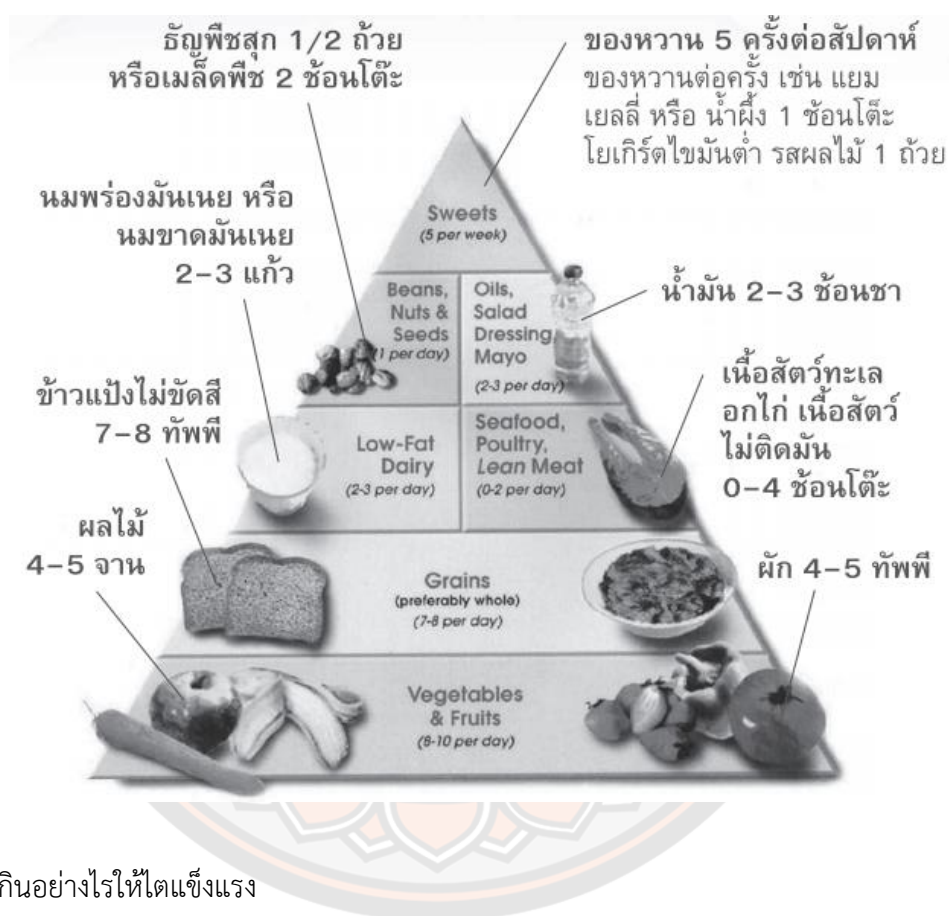 ธัญพืชสุก 1/2 ถ้วย
หรือเมล็ดพืช 2 ช้อนโต๊ะ
ของหวาน 5 ครั้งต่อสัปดาห์
ของหวานต่อครั้ง เช่น แยม
เยลลี่ หรือ น้ำผึ้ง 1 ช้อนโต๊ะ
โยเกิร์ตไขมันต่ำ รสผลไม้ 1 ถ้วย
นมพร่องมันเนย หรือ
นมขาดมันเนย
2-3 แก้ว
Sweets
(5 per week)
Beans,
Nuts &
Seeds
(1 per day)
Oils,
Salad
Dressing,
Mayo
(2-3 per day)
น้ำมัน 2-3 ช้อนชา
ข้าวแป้งไม่ขัดสี
7-8 ทัพพี
Low-Fat
Dairy
(2-3 per day)
Seafood,
Poultry,
Lean Meat
(0-2 per day)
เนื้อสัตว์ทะเล
อกไก่ เนื้อสัตว์
ไม่ติดมัน
0-4 ช้อนโต๊ะ
ผลไม้
4-5 จาน
Grains
(preferably whole)
(7-8 per day)
ผัก 4-5 ทัพพี
Vegetables
& Fruits
(8-10 per day)
กินอย่างไรให้ไตแข็งแรง